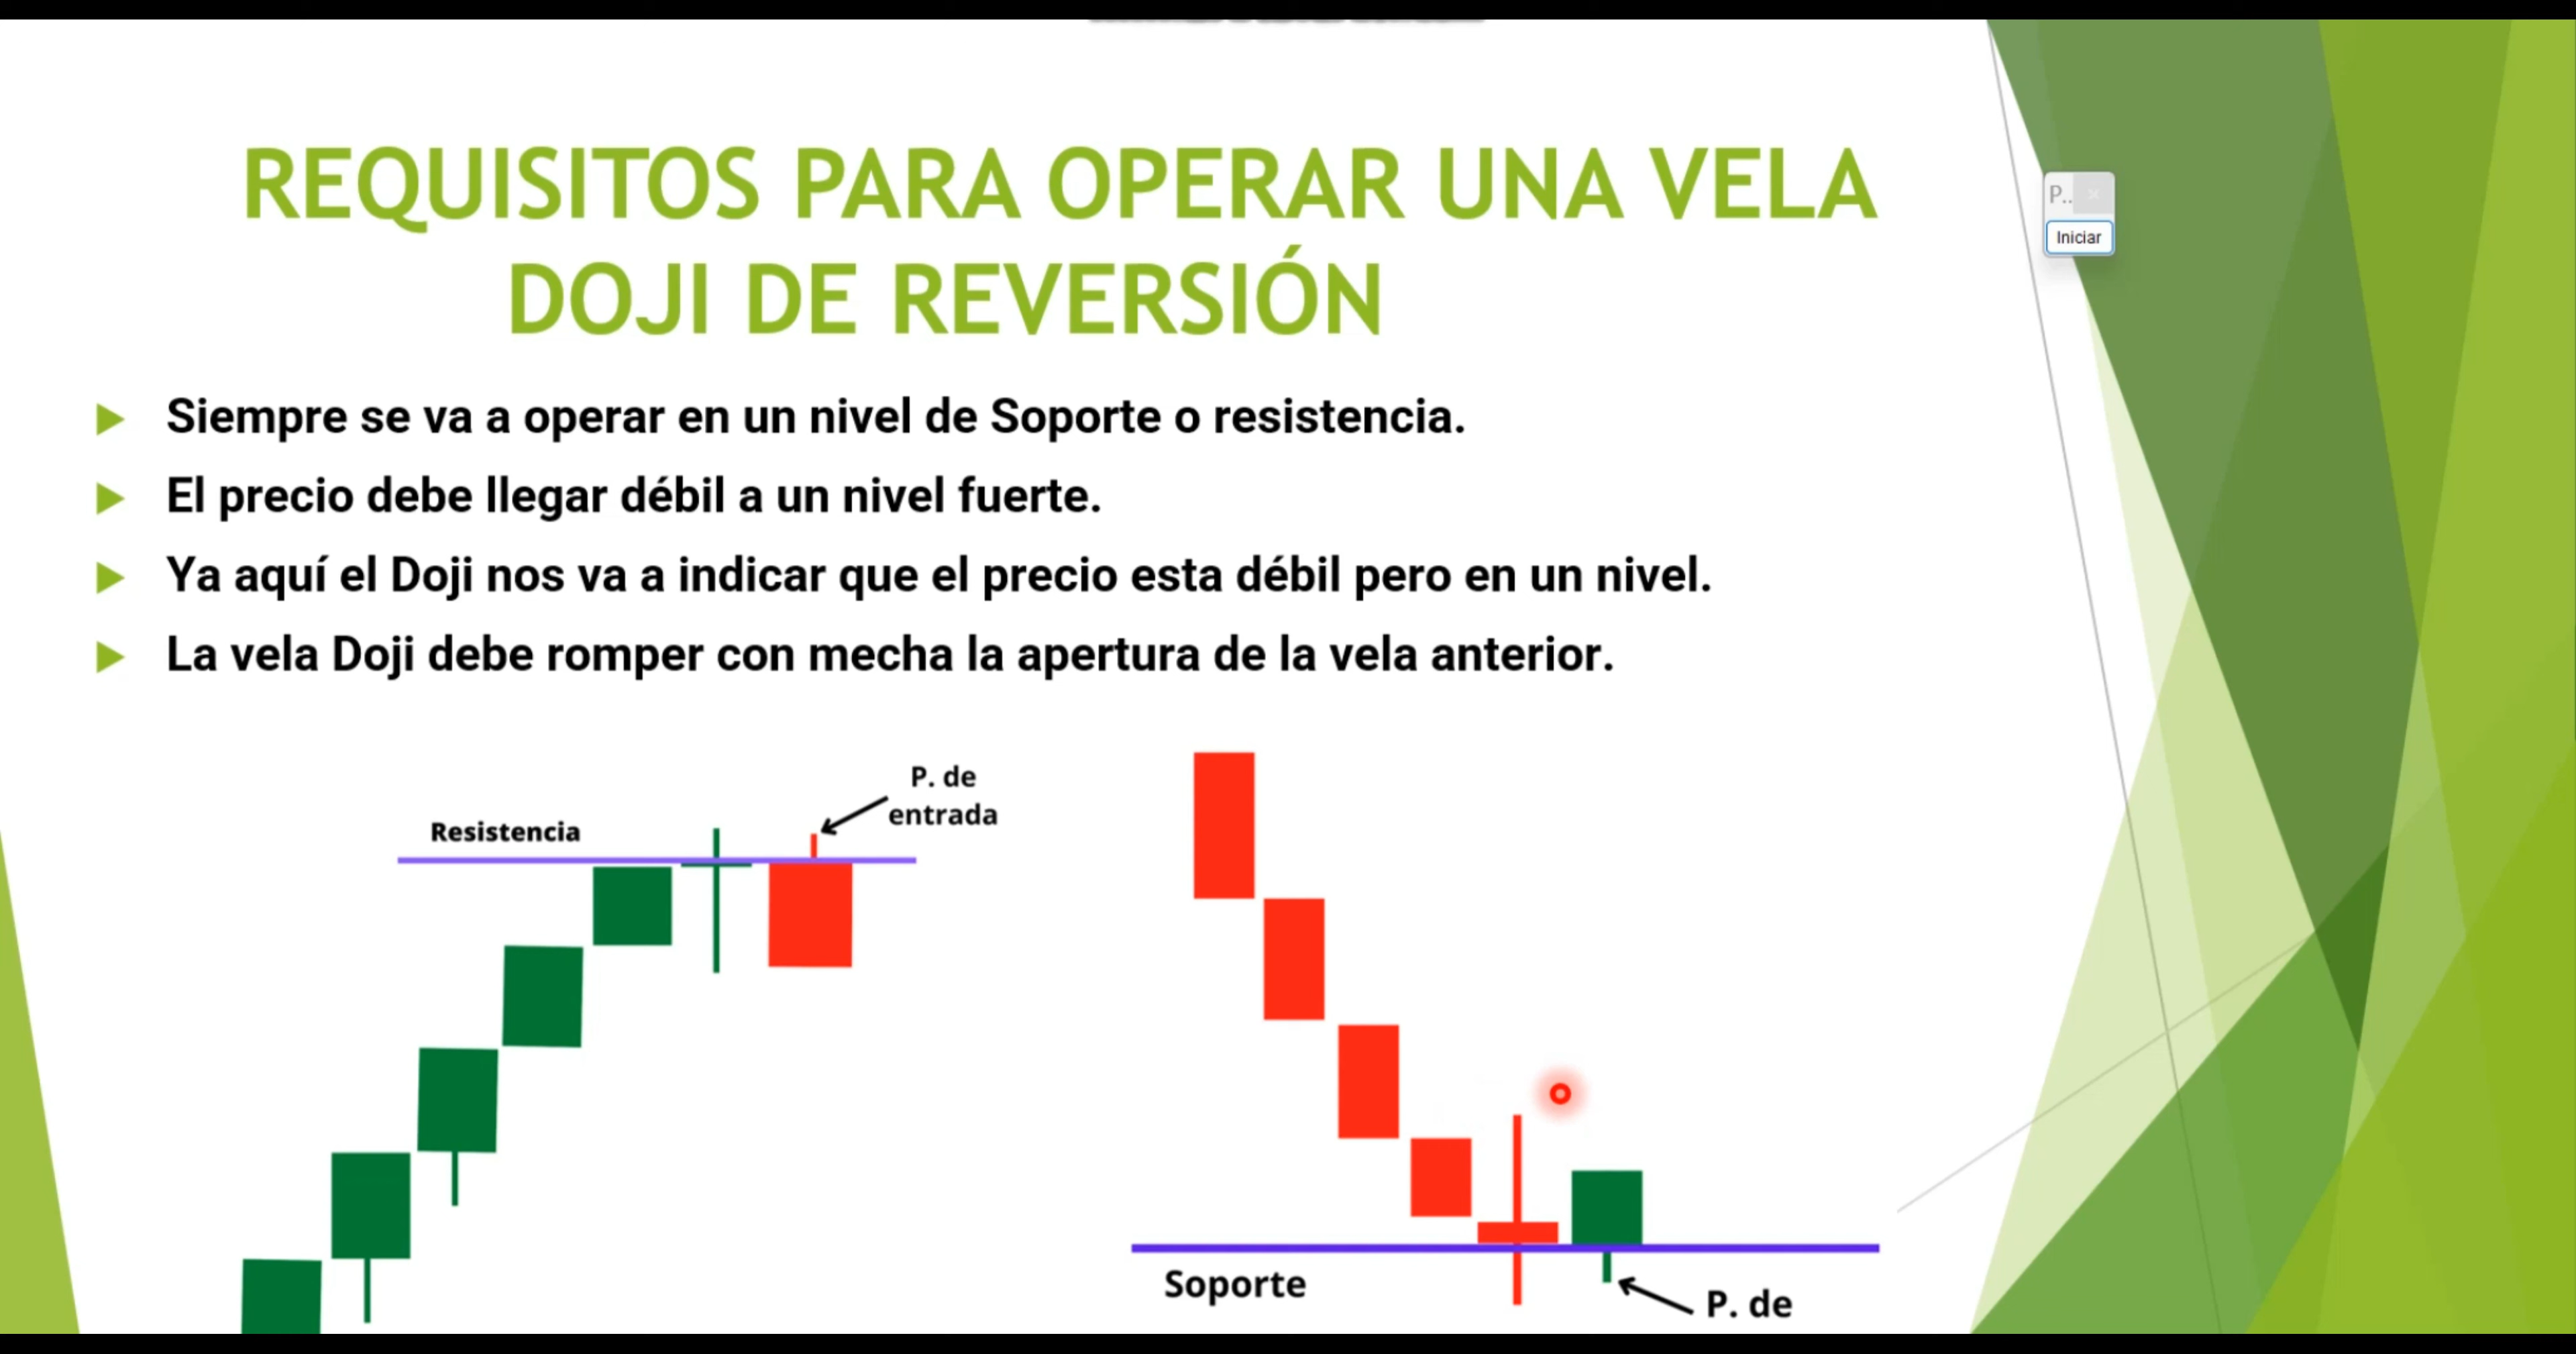 REQUISITOS PARA OPERAR UNA VELA
DOJI DE REVERSIÓN
P..
Iniciar
Siempre se va a operar en un nivel de Soporte o resistencia.
El precio debe llegar débil a un nivel fuerte.
Ya aquí el Doji nos va a indicar que el precio esta débil pero en un nivel.
La vela Doji debe romper con mecha la apertura de la vela anterior.
P. de
entrada
Resistencia
Soporte
P. de